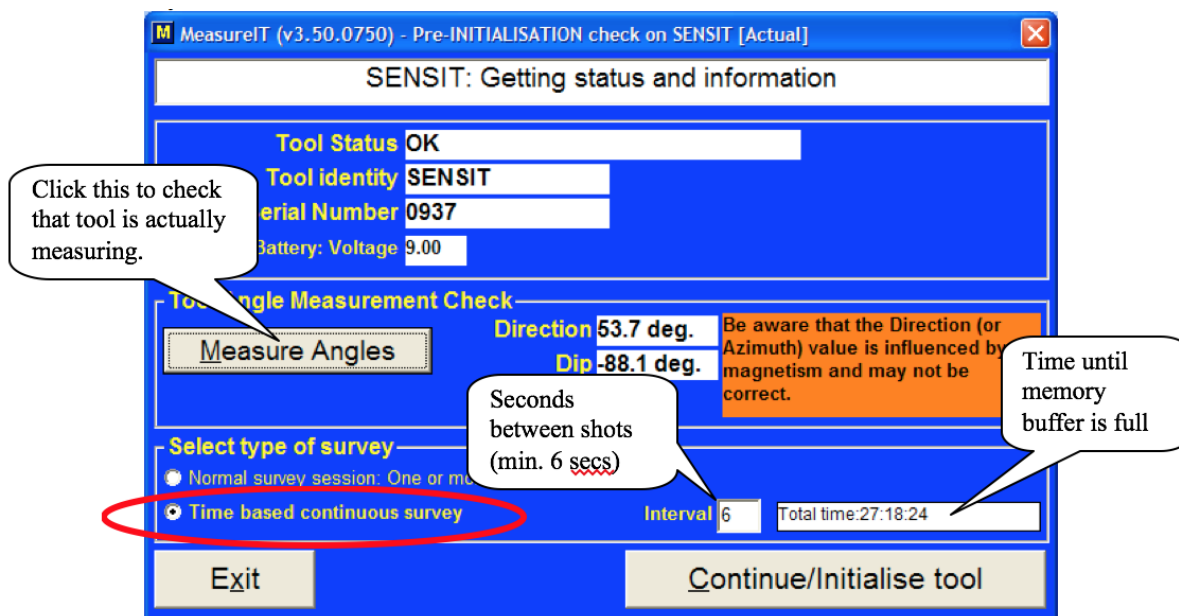 MeasureIT (v3.50.0750) - Pre-INITIALISATION check on SENSIT [Actual]
SENSIT: Getting status and information
Tool Status OK
Tool identity SENSIT
Serial Number 0937
Battery: Voltage 9.00
Click this to check
that tool is actually
measuring.
Angle Measurement Check
Measure Angles
Direction 53.7 deg.
Dip -88.1 deg.
Be aware that the Direction (or
Azimuth) value is influenced by
magnetism and may not be
correct.
Seconds
between shots
(min. 6 secs)
Time until
memory
buffer is full
Select type of survey
Normal survey session: One or
Time based continuous survey
Interval 6
Total time:27:18:24
Exit
Continue/Initialise tool